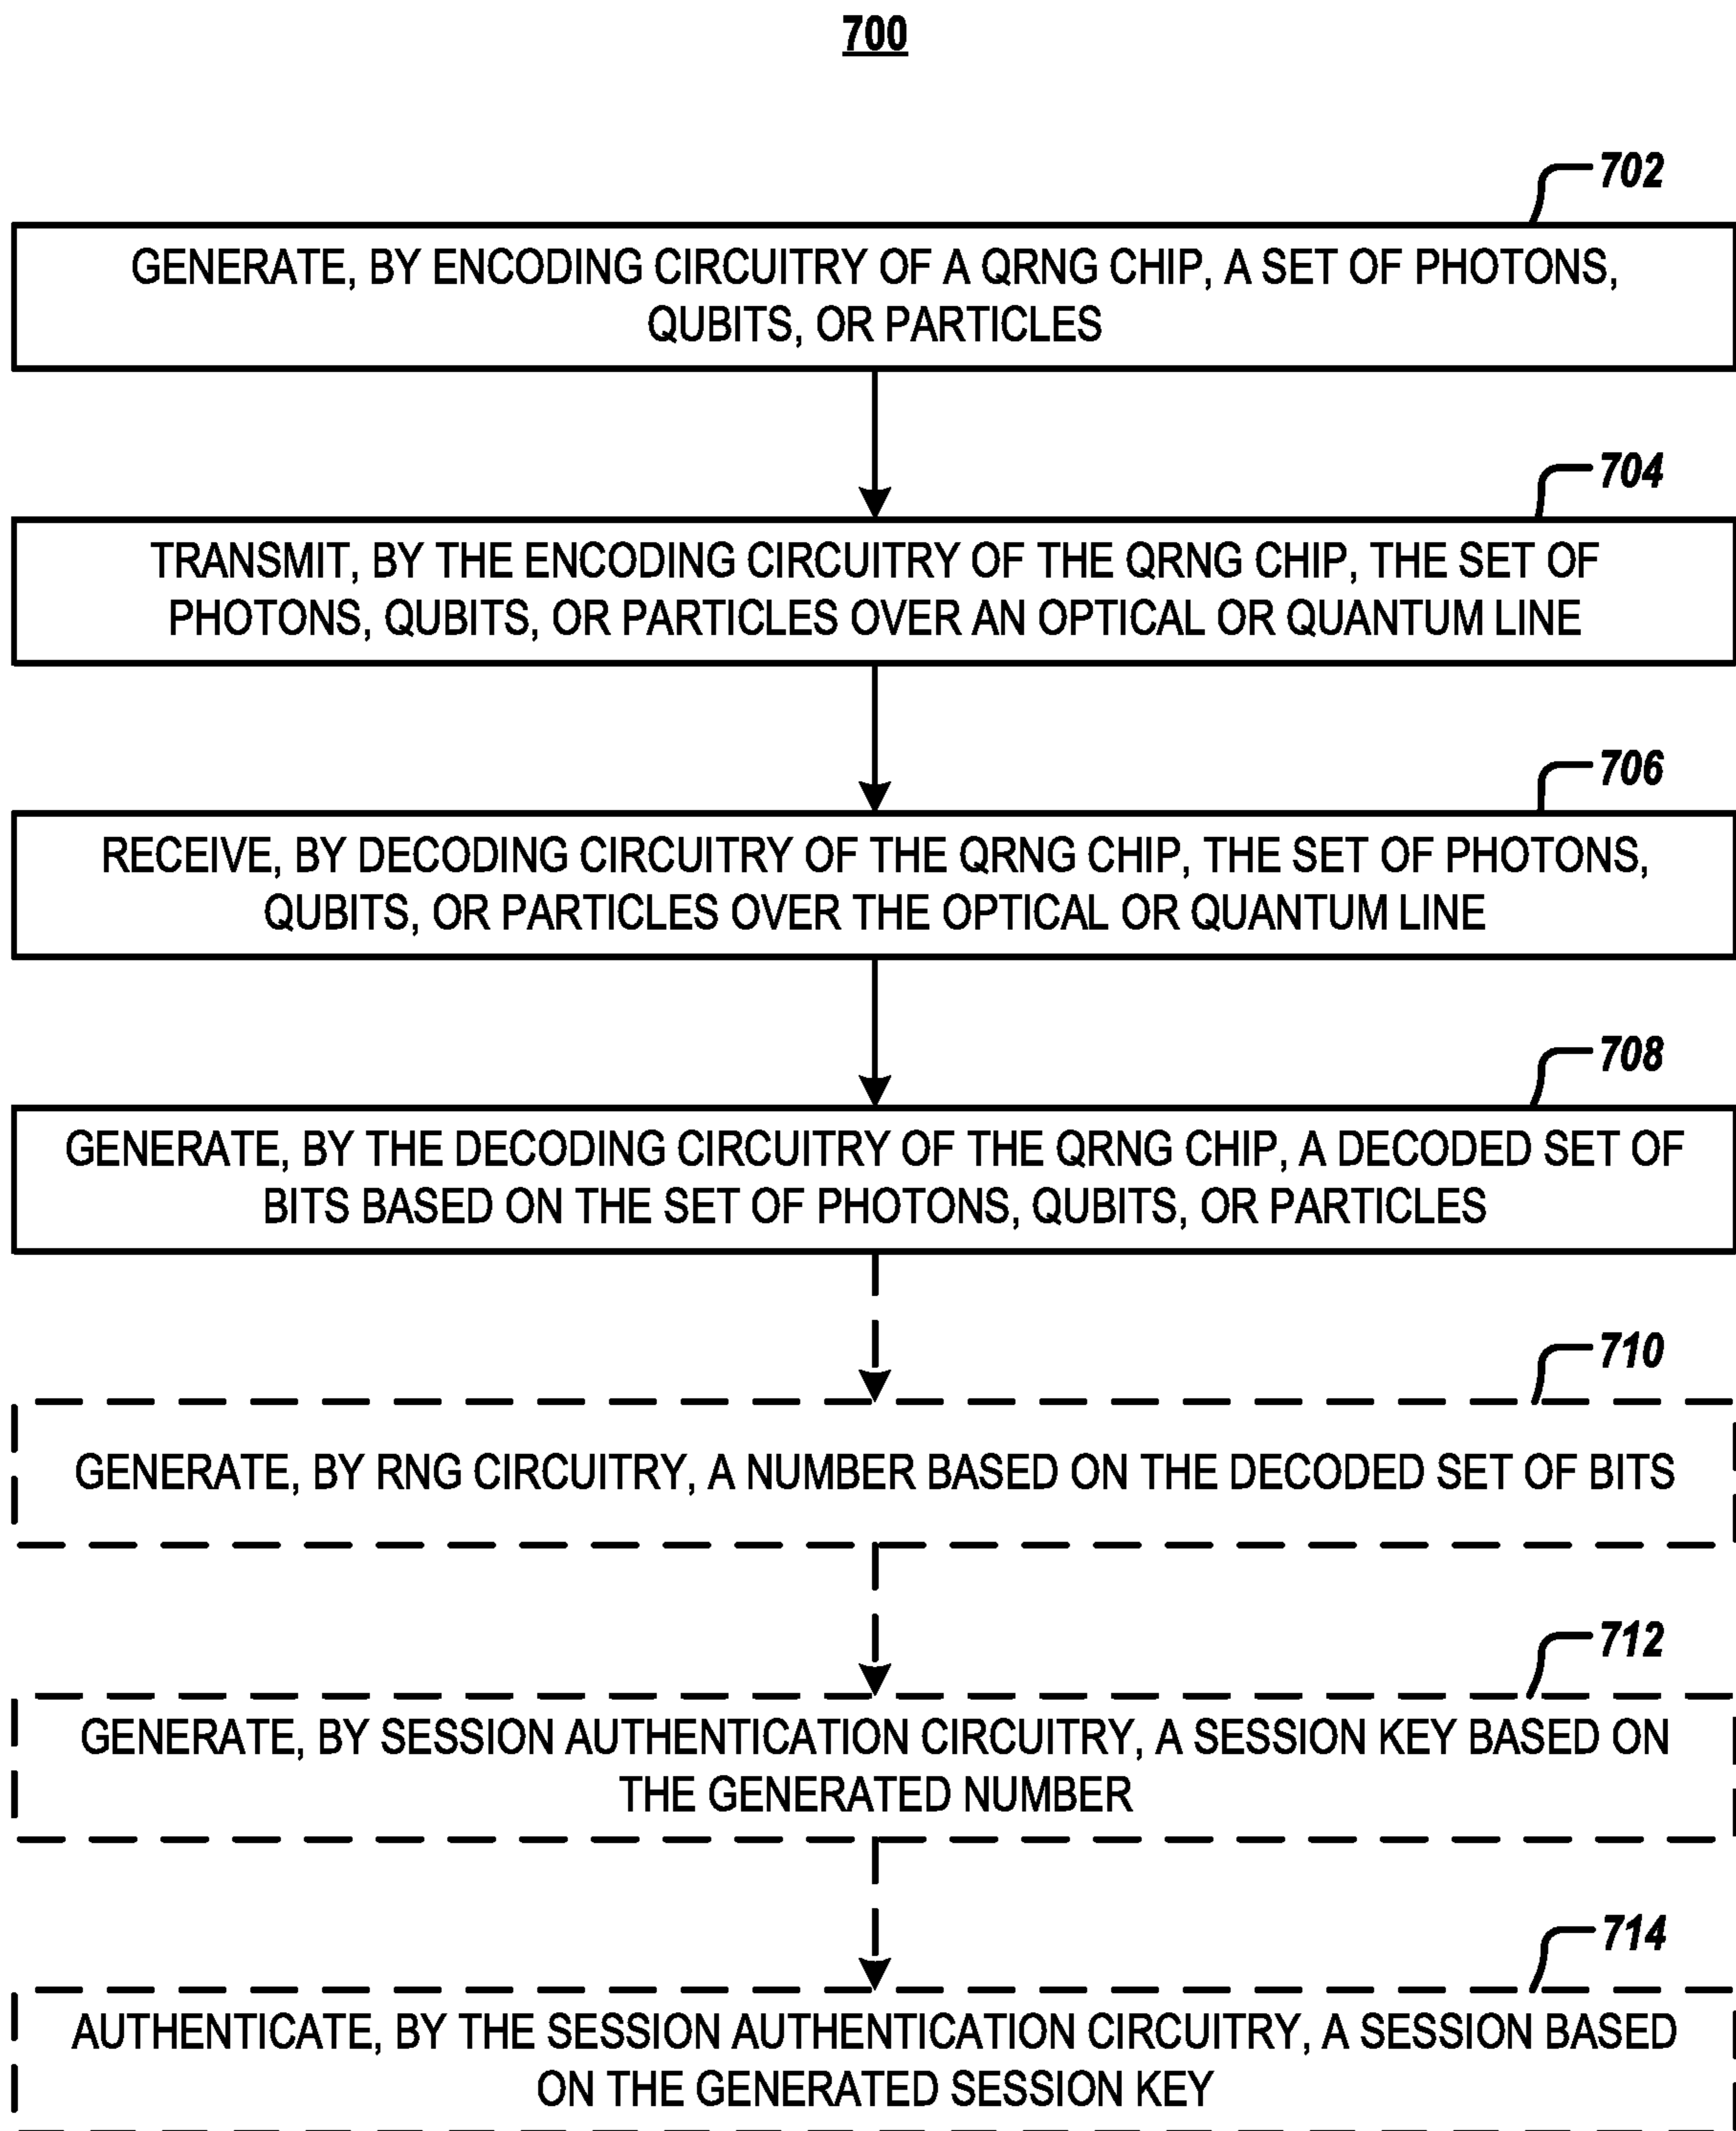 700
702
GENERATE, BY ENCODING CIRCUITRY OF A QRNG CHIP, A SET OF PHOTONS,
QUBITS, OR PARTICLES
704
TRANSMIT, BY THE ENCODING CIRCUITRY OF THE QRNG CHIP, THE SET OF
PHOTONS, QUBITS, OR PARTICLES OVER AN OPTICAL OR QUANTUM LINE
706
RECEIVE, BY DECODING CIRCUITRY OF THE QRNG CHIP, THE SET OF PHOTONS,
QUBITS, OR PARTICLES OVER THE OPTICAL OR QUANTUM LINE
708
GENERATE, BY THE DECODING CIRCUITRY OF THE QRNG CHIP, A DECODED SET OF
BITS BASED ON THE SET OF PHOTONS, QUBITS, OR PARTICLES
710
GENERATE, BY RNG CIRCUITRY, A NUMBER BASED ON THE DECODED SET OF BITS
712
GENERATE, BY SESSION AUTHENTICATION CIRCUITRY, A SESSION KEY BASED ON
THE GENERATED NUMBER
714
AUTHENTICATE, BY THE SESSION AUTHENTICATION CIRCUITRY, A SESSION BASED
ON THE GENERATED SESSION KEY